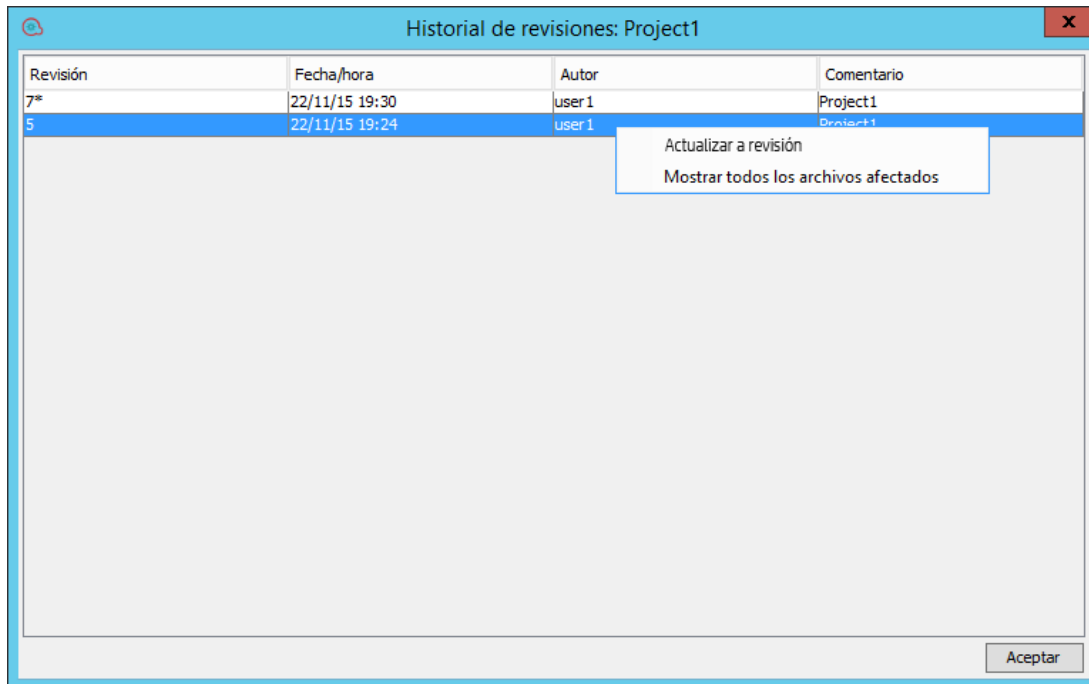 Historial de revisiones: Project1
x
Revisión Fecha/hora Autor Comentario
7* 22/11/15 19:30 user1 Project1
5 22/11/15 19:24 user1 Project1
Actualizar a revisión
Mostrar todos los archivos afectados
Aceptar